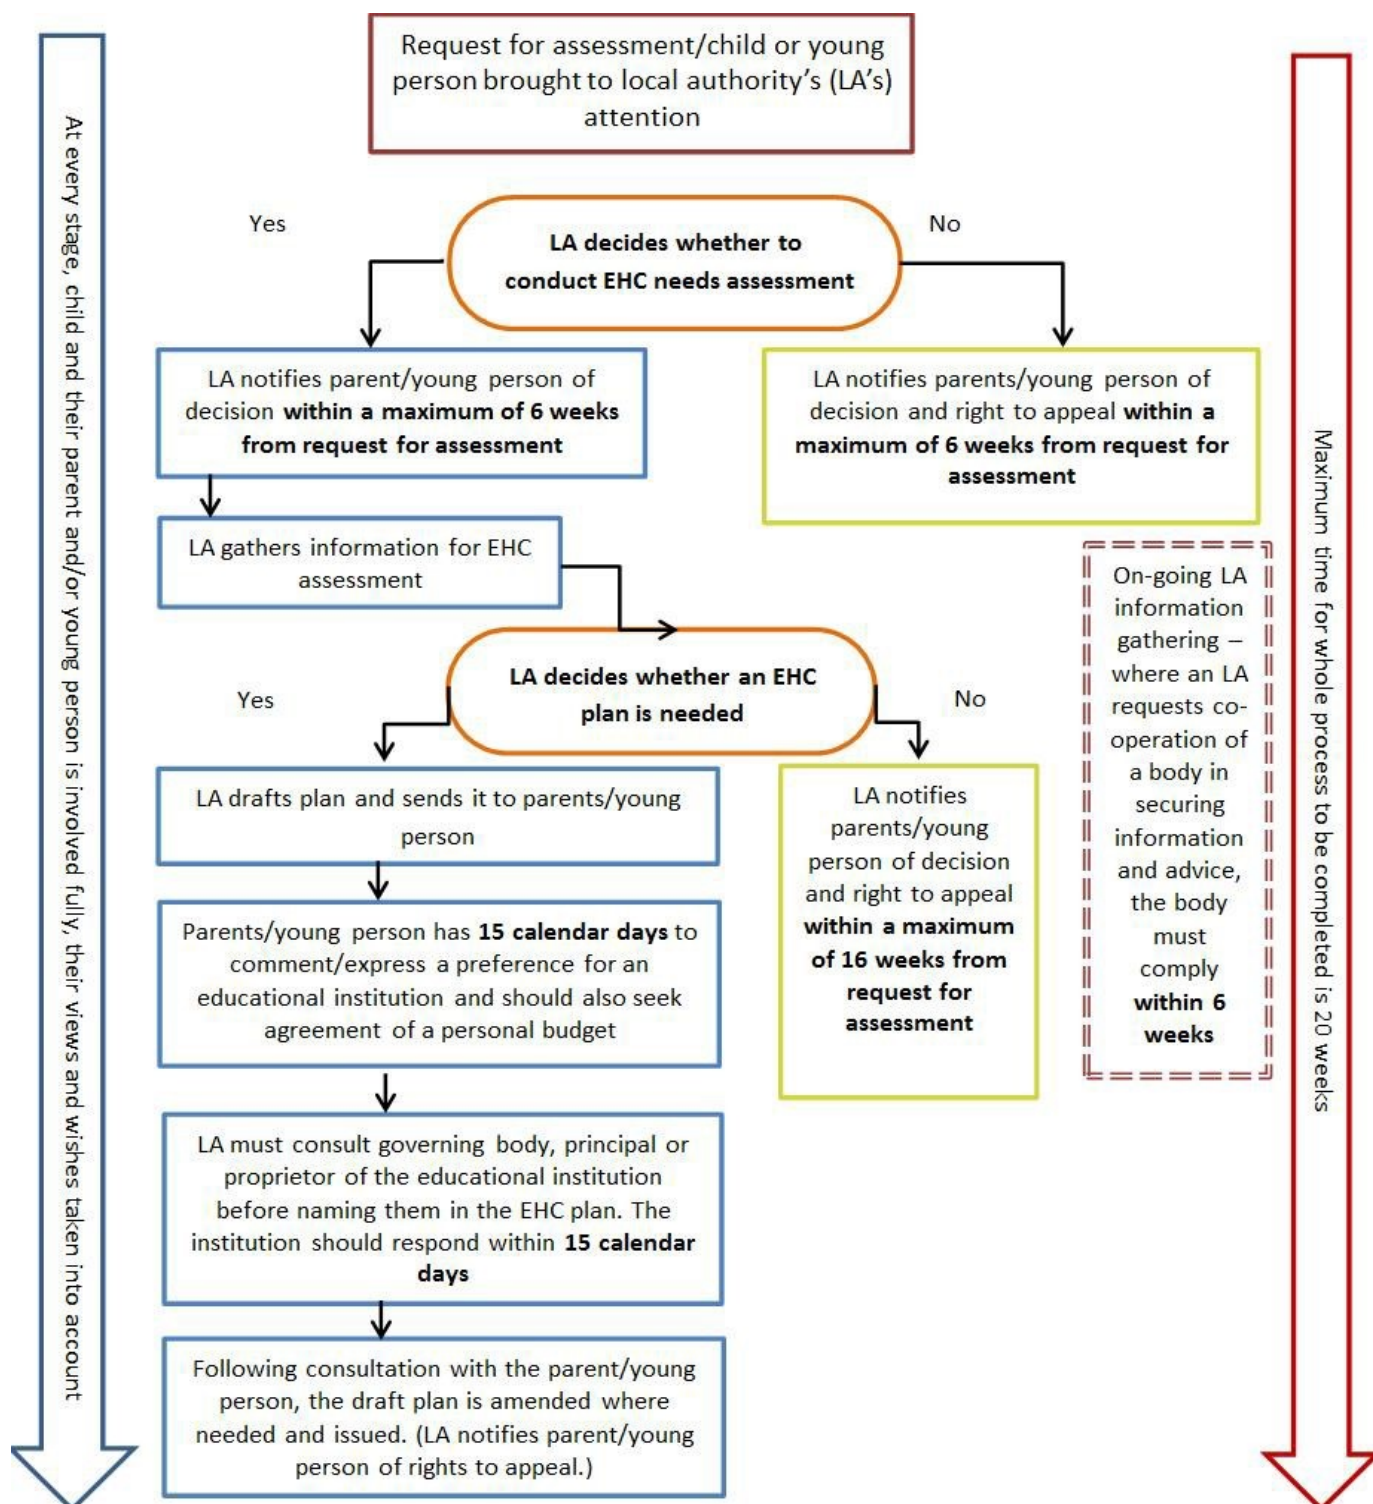 Request for assessment/child or young
person brought to local authority's (LA's)
attention
Yes
LA decides whether to
conduct EHC needs assessment
No
LA notifies parent/young person of
decision within a maximum of 6 weeks
from request for assessment
LA notifies parents/young person of
decision and right to appeal within a
maximum of 6 weeks from request for
assessment
LA gathers information for EHC
assessment
On-going LA
information
gathering –
where an LA
requests co-
operation of
a body in
securing
information
and advice,
the body
must
comply
within 6
weeks
Yes
LA decides whether an EHC
plan is needed
No
LA drafts plan and sends it to parents/young
person
LA notifies
parents/young
person of decision
and right to appeal
within a maximum
of 16 weeks from
request for
assessment
Parents/young person has 15 calendar days to
comment/express a preference for an
educational institution and should also seek
agreement of a personal budget
LA must consult governing body, principal or
proprietor of the educational institution
before naming them in the EHC plan. The
institution should respond within 15 calendar
days
Following consultation with the parent/young
person, the draft plan is amended where
needed and issued. (LA notifies parent/young
person of rights to appeal.)
At every stage, child and their parent and/or young person is involved fully, their views and wishes taken into account
Maximum time for whole process to be completed is 20 weeks